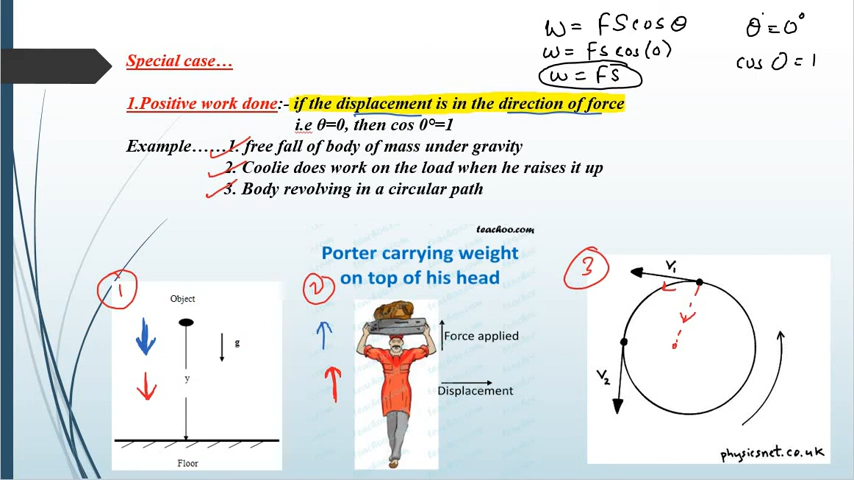 W = FS cos θ
θ = 0°
W = FS cos(0)
cos 0 = 1
W = FS
Special case…
1.Positive work done:- if the displacement is in the direction of force
i.e θ=0, then cos 0°=1
Example……1. free fall of body of mass under gravity
2. Coolie does work on the load when he raises it up
3. Body revolving in a circular path
teachoo.com
Porter carrying weight
on top of his head
1
2
3
Object
g
y
Floor
Force applied
Displacement
V1
V2
physicsnet.co.uk